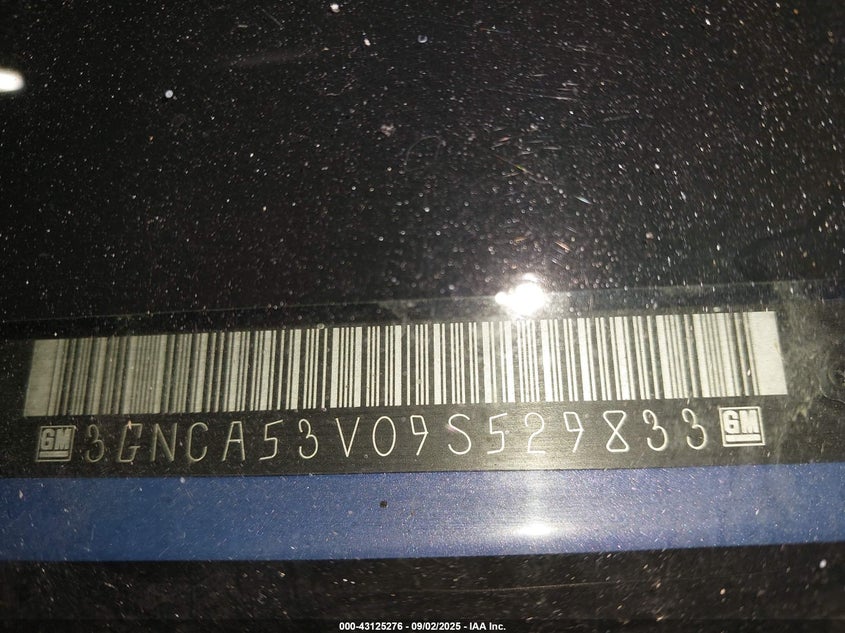 GM 3GNCA53V09S529833 GM
000-43125276 - 09/02/2025 - IAA Inc.